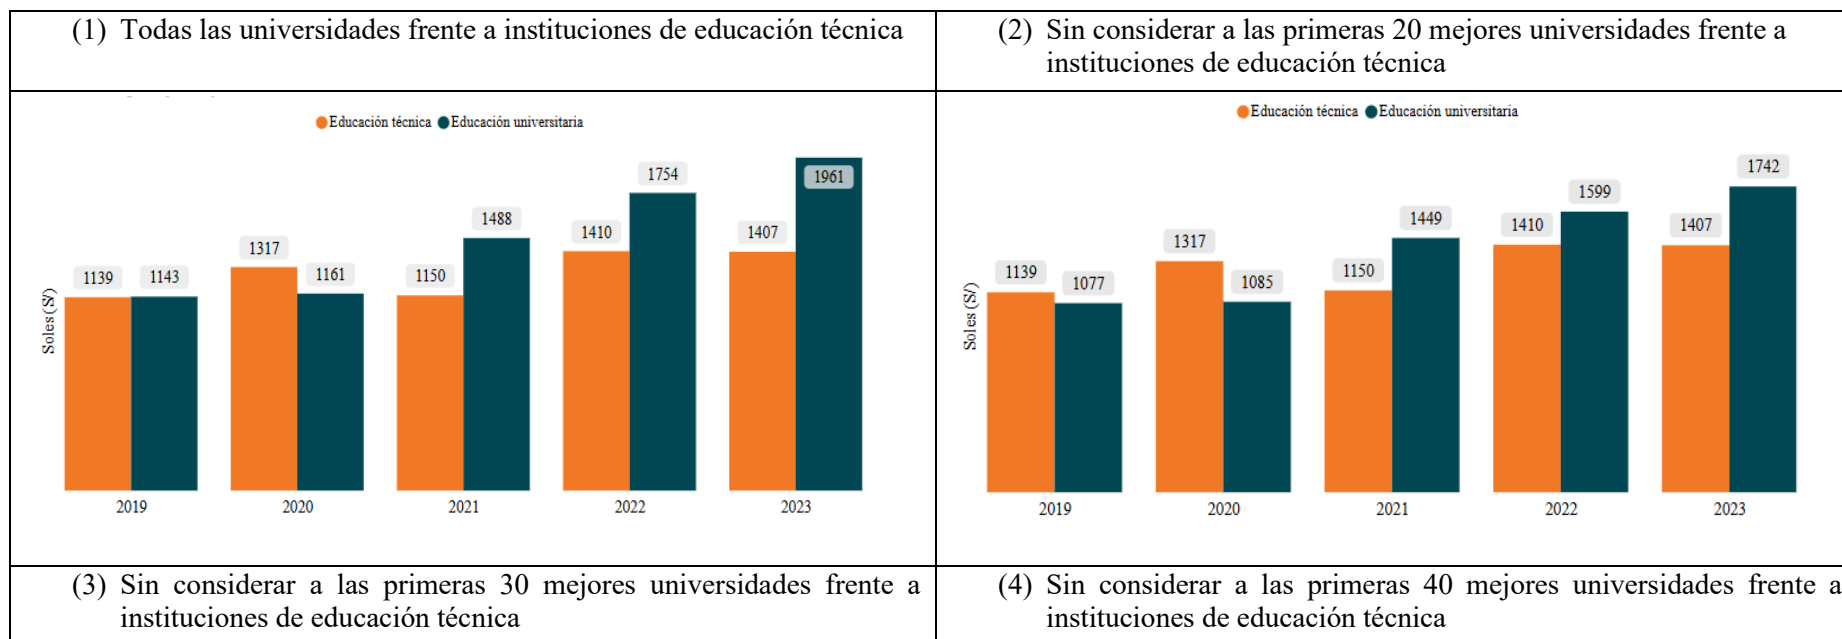 (1) Todas las universidades frente a instituciones de educación técnica
(2) Sin considerar a las primeras 20 mejores universidades frente a
instituciones de educación técnica
Educación técnica Educación universitaria
1139 1143 1317 1161 1150 1488 1410 1754 1407 1961
Soles (S/)
2019 2020 2021 2022 2023
Educación técnica Educación universitaria
1139 1077 1317 1085 1150 1449 1410 1599 1407 1742
Soles (S/)
2019 2020 2021 2022 2023
(3) Sin considerar a las primeras 30 mejores universidades frente a
instituciones de educación técnica
(4) Sin considerar a las primeras 40 mejores universidades frente a
instituciones de educación técnica